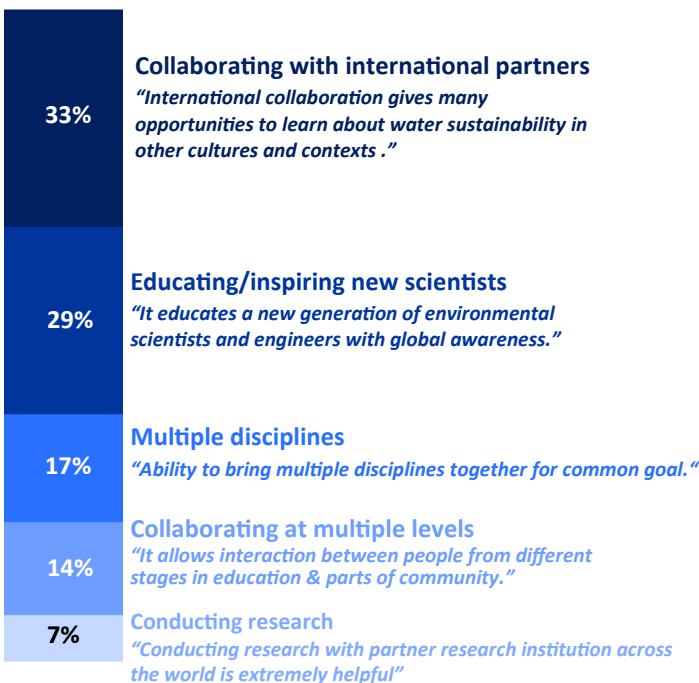 33%
Collaborating with international partners
“International collaboration gives many
opportunities to learn about water sustainability in
other cultures and contexts .”
29%
Educating/inspiring new scientists
“It educates a new generation of environmental
scientists and engineers with global awareness.”
17%
Multiple disciplines
“Ability to bring multiple disciplines together for common goal.“
14%
Collaborating at multiple levels
“It allows interaction between people from different
stages in education & parts of community.”
7%
Conducting research
“Conducting research with partner research institution across
the world is extremely helpful”